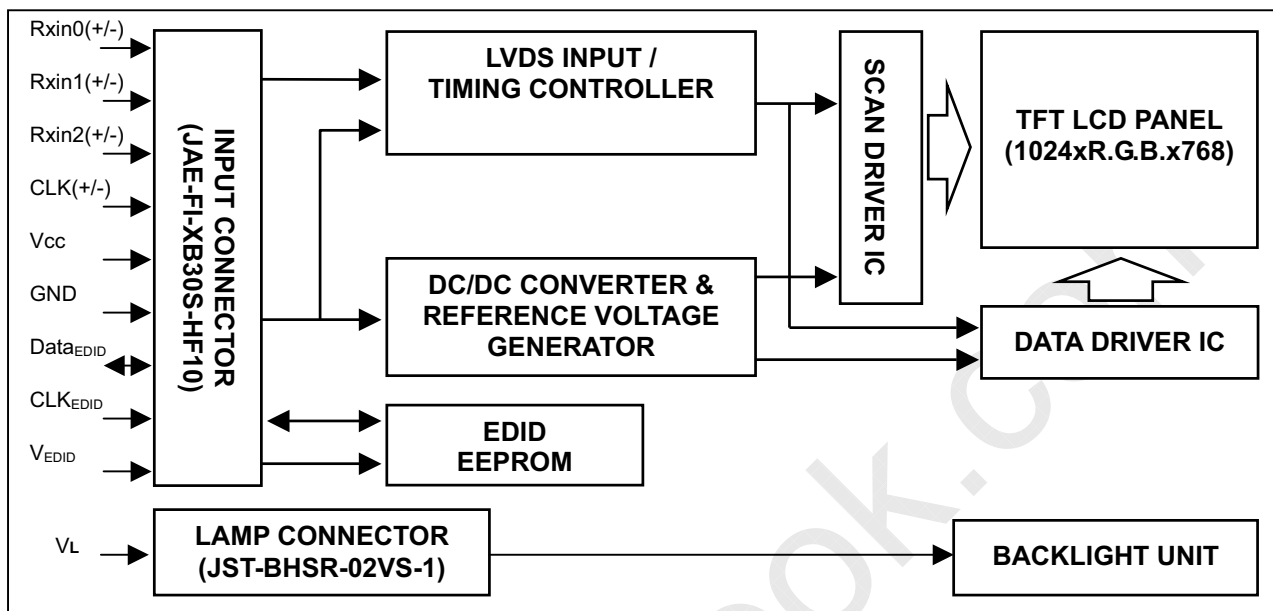 Rxin0(+/-)
Rxin1(+/-)
Rxin2(+/-)
CLK(+/-)
Vcc
GND
DataEDID
CLKEDID
VEDID
VL
INPUT CONNECTOR
(JAE-FI-XB30S-HF10)
LVDS INPUT /
TIMING CONTROLLER
DC/DC CONVERTER &
REFERENCE VOLTAGE
GENERATOR
EDID
EEPROM
SCAN DRIVER IC
TFT LCD PANEL
(1024xR.G.B.x768)
DATA DRIVER IC
LAMP CONNECTOR
(JST-BHSR-02VS-1)
BACKLIGHT UNIT